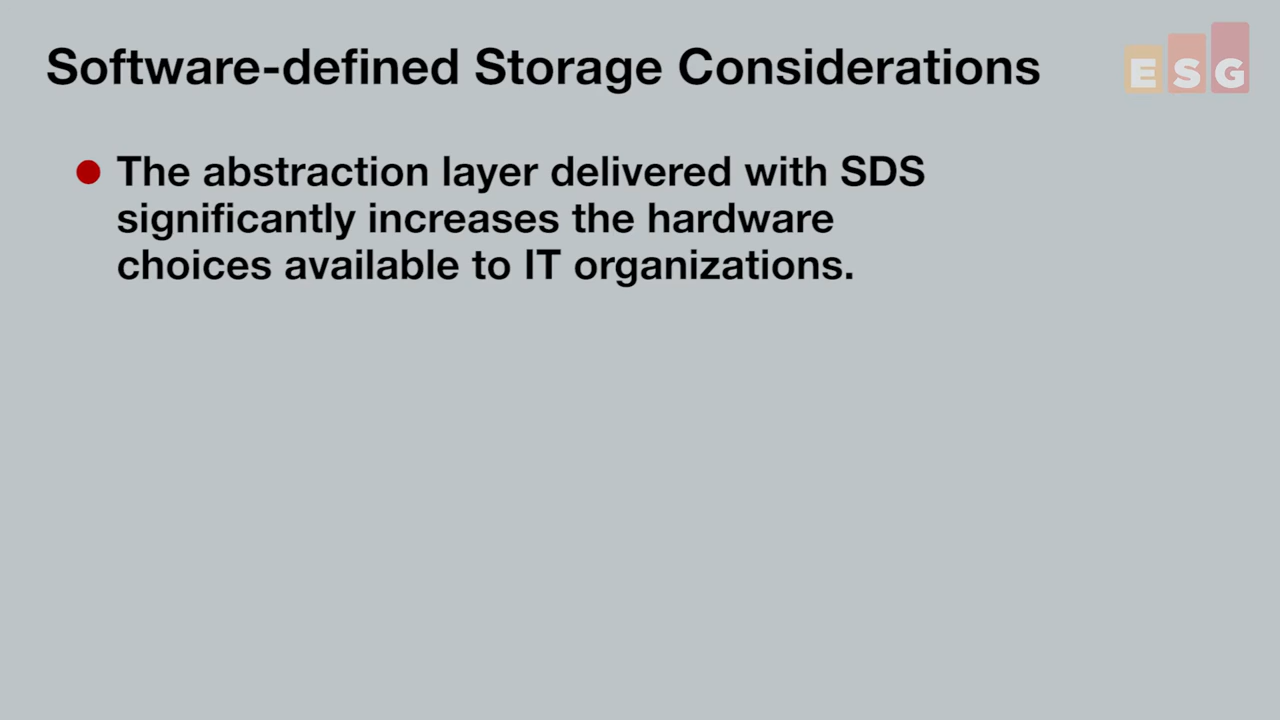 Software-defined Storage Considerations
ESG
The abstraction layer delivered with SDS
significantly increases the hardware
choices available to IT organizations.